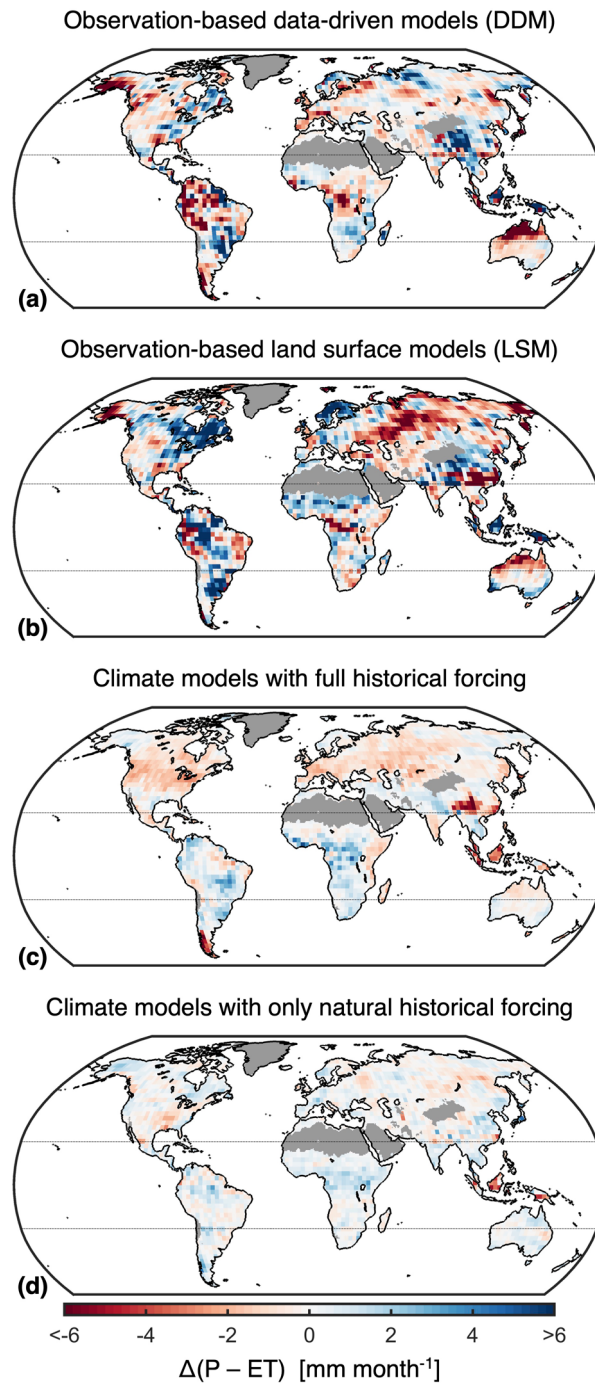 Observation-based data-driven models (DDM)
(a)
Observation-based land surface models (LSM)
(b)
Climate models with full historical forcing
(c)
Climate models with only natural historical forcing
(d)
<-6 -4 -2 0 2 4 >6
Δ(P – ET) [mm month⁻¹]